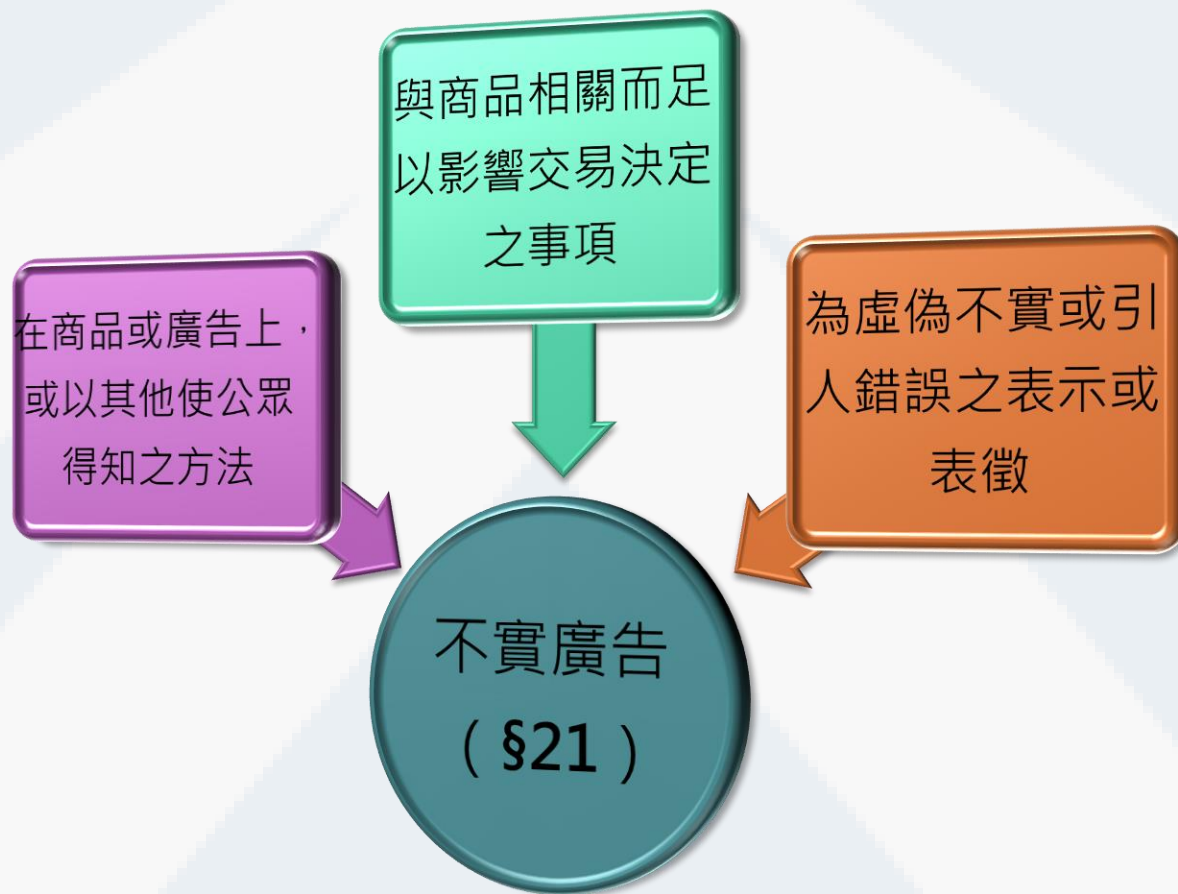 與商品相關而足
以影響交易決定
之事項
在商品或廣告上，
或以其他使公眾
得知之方法
為虛偽不實或引
人錯誤之表示或
表徵
不實廣告
（§21）